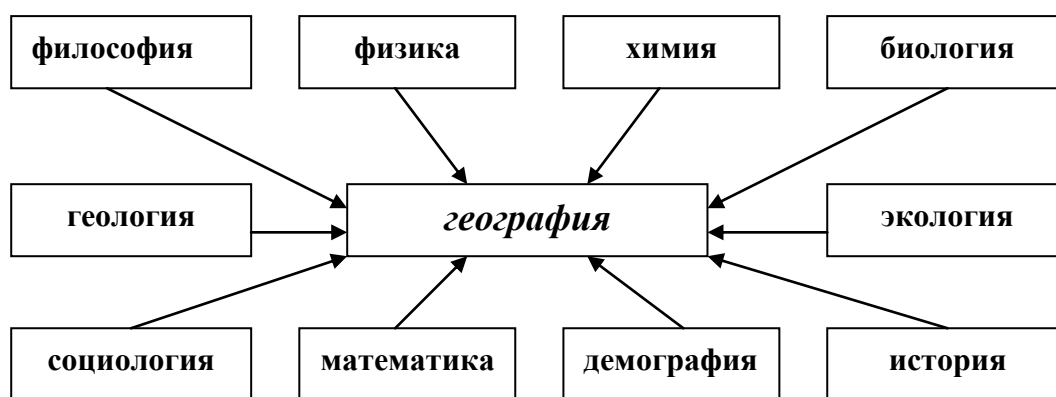 философия
физика
химия
биология
геология
география
экология
социология
математика
демография
история